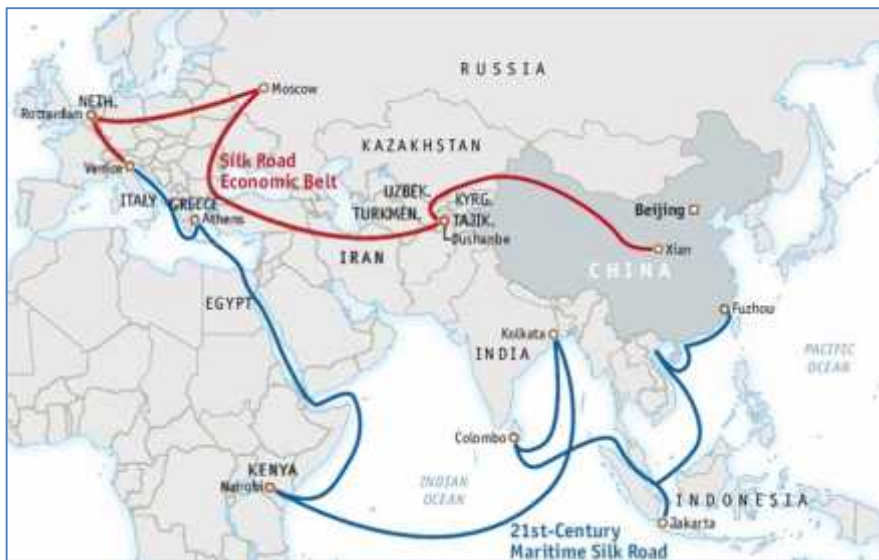 RUSSIA
Moscow
NETH.
Rotterdam
KAZAKHSTAN
Venice
Silk Road
Economic Belt
UZBEK.
KYRG.
ITALY
GREECE
TURKMEN.
TAJIK.
Beijing
Athens
Dushanbe
IRAN
Xian
CHINA
EGYPT
Fuzhou
Kolkata
INDIA
PACIFIC
OCEAN
Colombo
KENYA
Nairobi
INDIAN
OCEAN
INDONESIA
Jakarta
21st-Century
Maritime Silk Road